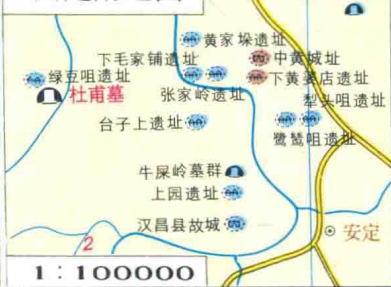 黄家垛遗址
下毛家铺遗址
中黄城址
绿豆咀遗址
下黄婆店遗址
杜甫墓
张家岭遗址
犁头咀遗址
台子上遗址
鹭鸶咀遗址
牛屎岭墓群
上园遗址
汉昌县故城
安定
2
1：100000